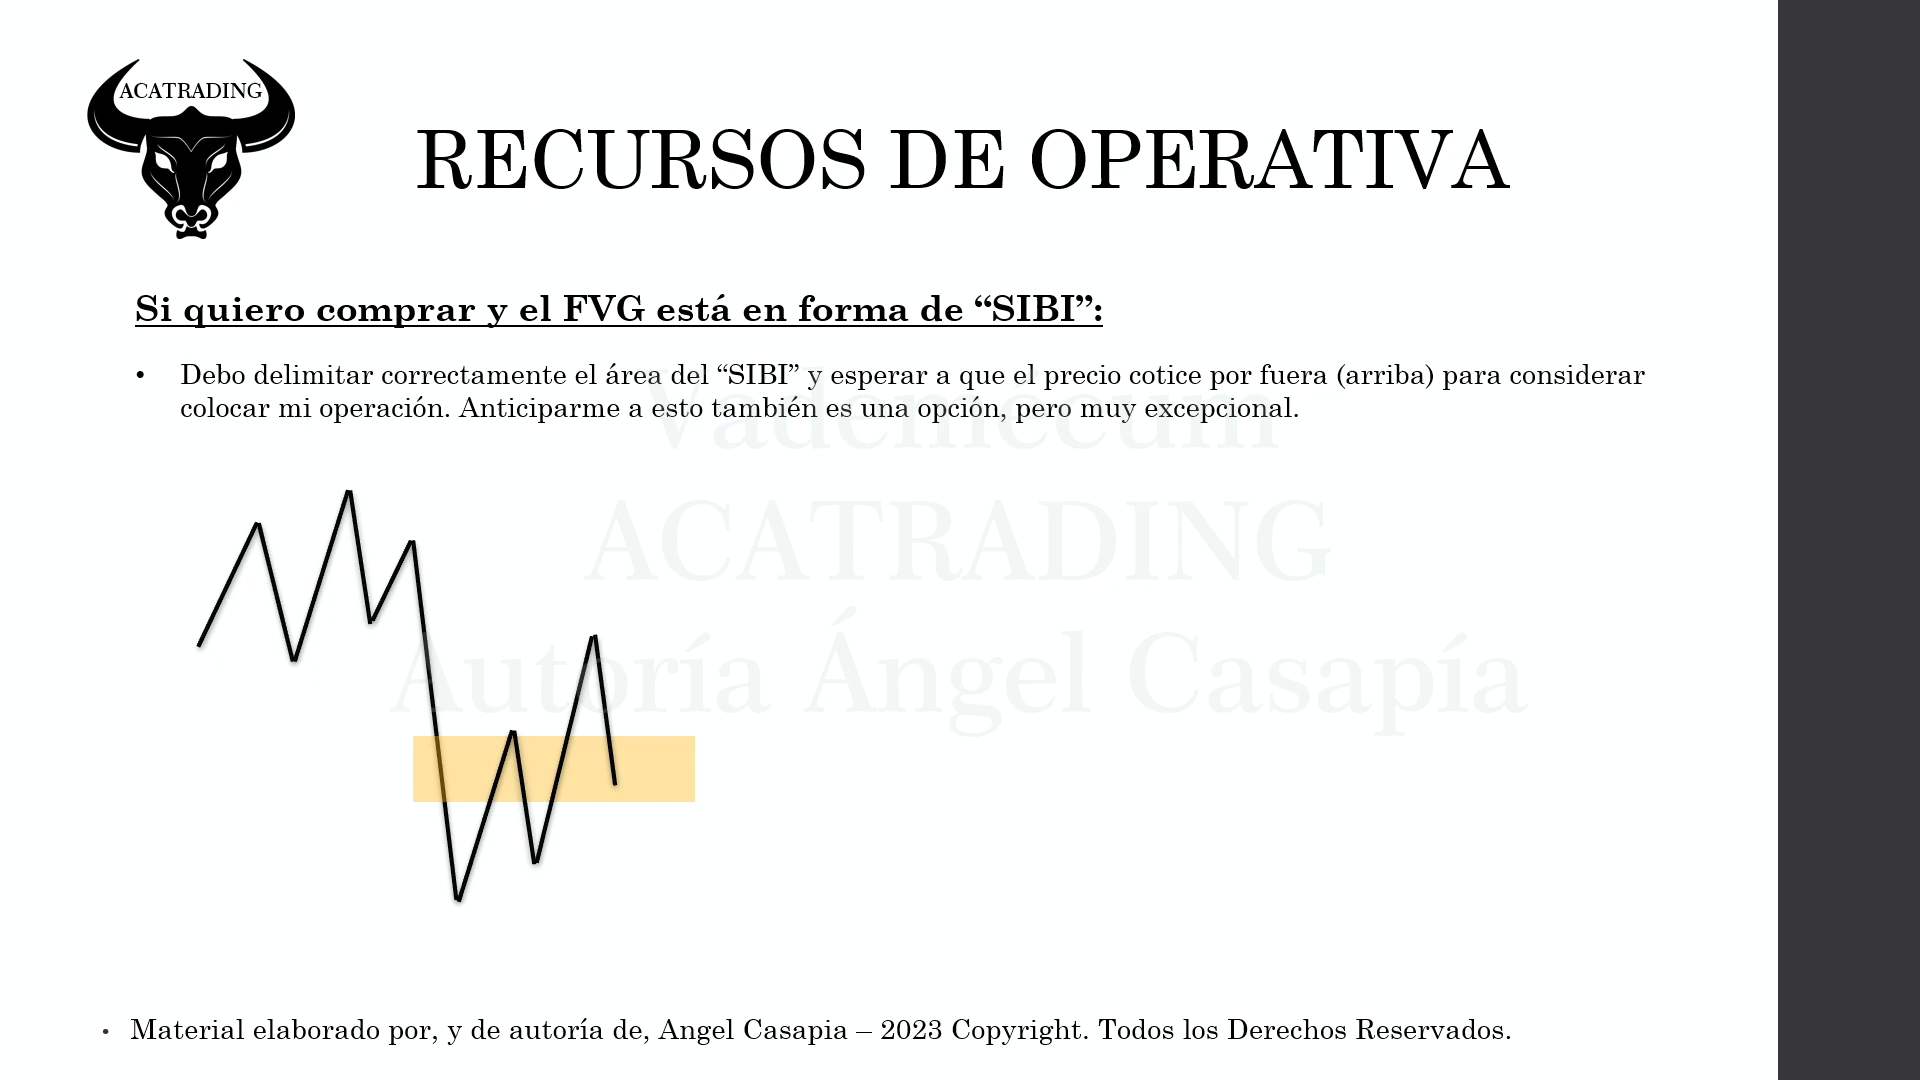 ACATRADING
RECURSOS DE OPERATIVA
Si quiero comprar y el FVG está en forma de “SIBI”:
• Debo delimitar correctamente el área del “SIBI” y esperar a que el precio cotice por fuera (arriba) para considerar
colocar mi operación. Anticiparme a esto también es una opción, pero muy excepcional.
Vademecum
ACATRADING
Autoría Ángel Casapía
• Material elaborado por, y de autoría de, Angel Casapia – 2023 Copyright. Todos los Derechos Reservados.